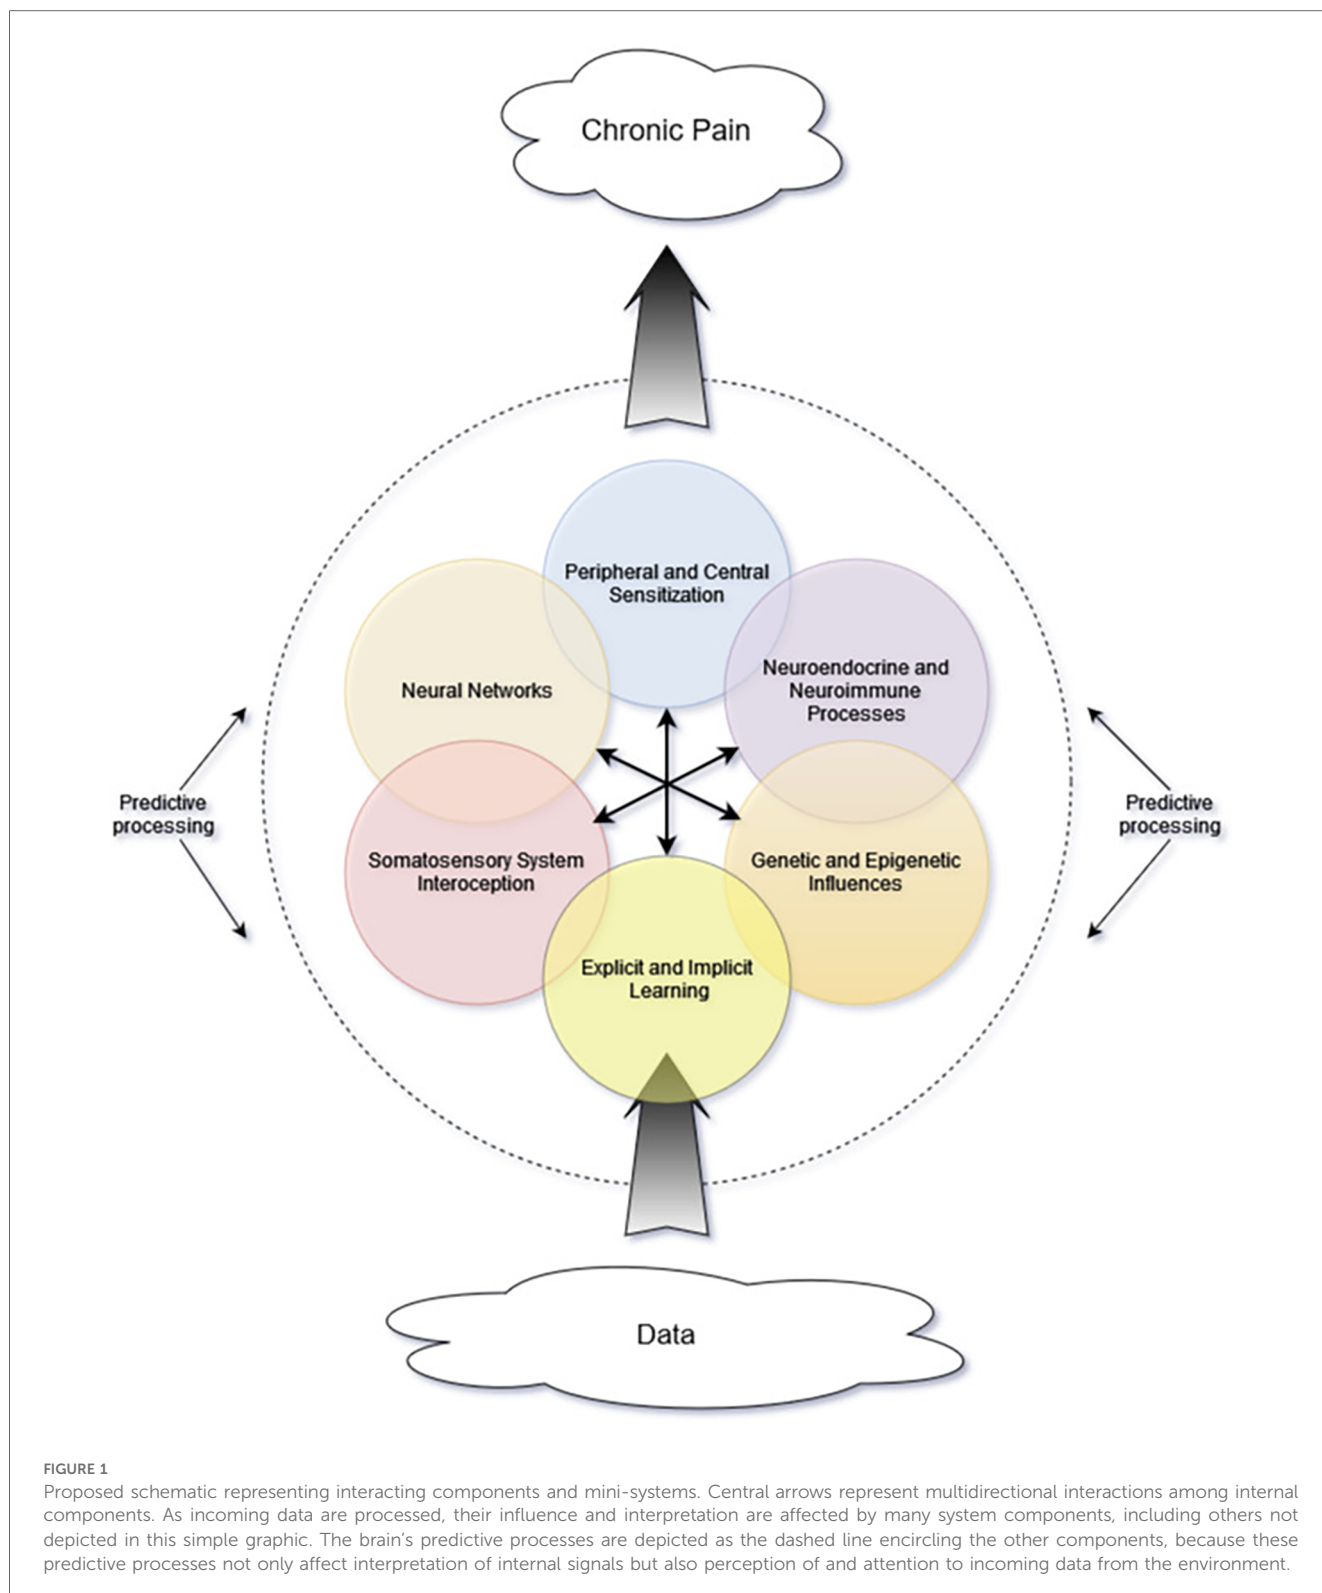 Chronic Pain
Peripheral and Central
Sensitization
Neural Networks
Neuroendocrine and
Neuroimmune
Processes
Predictive
processing
Predictive
processing
Somatosensory System
Interoception
Genetic and Epigenetic
Influences
Explicit and Implicit
Learning
Data
FIGURE 1
Proposed schematic representing interacting components and mini-systems. Central arrows represent multidirectional interactions among internal
components. As incoming data are processed, their influence and interpretation are affected by many system components, including others not
depicted in this simple graphic. The brain’s predictive processes are depicted as the dashed line encircling the other components, because these
predictive processes not only affect interpretation of internal signals but also perception of and attention to incoming data from the environment.